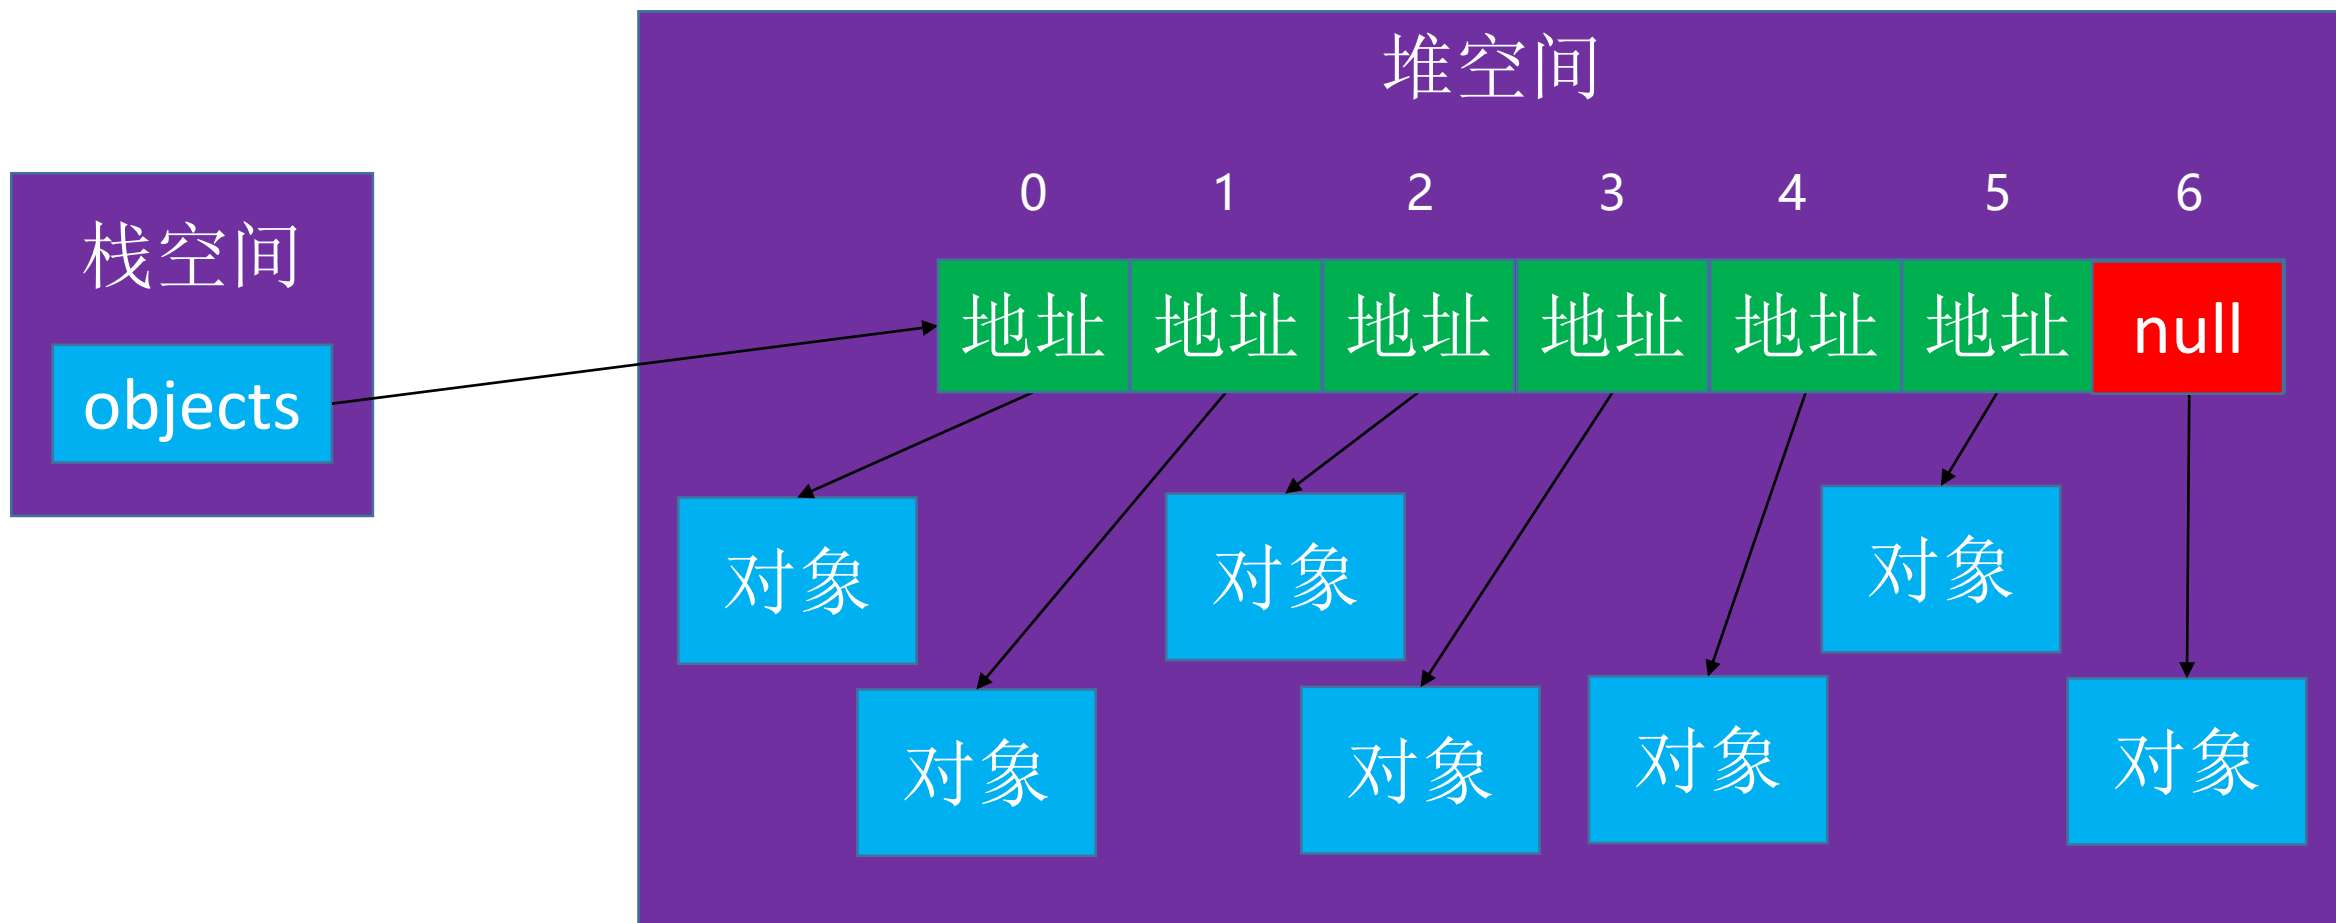 堆空间
栈空间
objects
0 1 2 3 4 5 6
地址 地址 地址 地址 地址 地址 null
对象 对象 对象
对象 对象 对象 对象